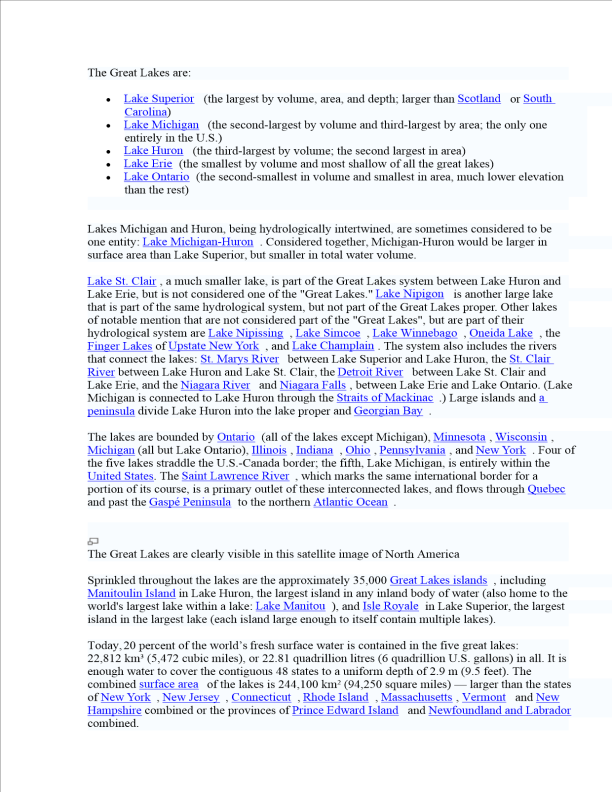 The Great Lakes are:
• Lake Superior (the largest by volume, area, and depth; larger than Scotland or South
Carolina)
• Lake Michigan (the second-largest by volume and third-largest by area; the only one
entirely in the U.S.)
• Lake Huron (the third-largest by volume; the second largest in area)
• Lake Erie (the smallest by volume and most shallow of all the great lakes)
• Lake Ontario (the second-smallest in volume and smallest in area, much lower elevation
than the rest)
Lakes Michigan and Huron, being hydrologically intertwined, are sometimes considered to be
one entity: Lake Michigan-Huron . Considered together, Michigan-Huron would be larger in
surface area than Lake Superior, but smaller in total water volume.
Lake St. Clair , a much smaller lake, is part of the Great Lakes system between Lake Huron and
Lake Erie, but is not considered one of the "Great Lakes." Lake Nipigon is another large lake
that is part of the same hydrological system, but not part of the Great Lakes proper. Other lakes
of notable mention that are not considered part of the "Great Lakes", but are part of their
hydrological system are Lake Nipissing , Lake Simcoe , Lake Winnebago , Oneida Lake , the
Finger Lakes of Upstate New York , and Lake Champlain . The system also includes the rivers
that connect the lakes: St. Marys River between Lake Superior and Lake Huron, the St. Clair
River between Lake Huron and Lake St. Clair, the Detroit River between Lake St. Clair and
Lake Erie, and the Niagara River and Niagara Falls , between Lake Erie and Lake Ontario. (Lake
Michigan is connected to Lake Huron through the Straits of Mackinac .) Large islands and a
peninsula divide Lake Huron into the lake proper and Georgian Bay .
The lakes are bounded by Ontario (all of the lakes except Michigan), Minnesota , Wisconsin ,
Michigan (all but Lake Ontario), Illinois , Indiana , Ohio , Pennsylvania , and New York . Four of
the five lakes straddle the U.S.-Canada border; the fifth, Lake Michigan, is entirely within the
United States. The Saint Lawrence River , which marks the same international border for a
portion of its course, is a primary outlet of these interconnected lakes, and flows through Quebec
and past the Gaspé Peninsula to the northern Atlantic Ocean .
The Great Lakes are clearly visible in this satellite image of North America
Sprinkled throughout the lakes are the approximately 35,000 Great Lakes islands , including
Manitoulin Island in Lake Huron, the largest island in any inland body of water (also home to the
world's largest lake within a lake: Lake Manitou ), and Isle Royale in Lake Superior, the largest
island in the largest lake (each island large enough to itself contain multiple lakes).
Today, 20 percent of the world’s fresh surface water is contained in the five great lakes:
22,812 km³ (5,472 cubic miles), or 22.81 quadrillion litres (6 quadrillion U.S. gallons) in all. It is
enough water to cover the contiguous 48 states to a uniform depth of 2.9 m (9.5 feet). The
combined surface area of the lakes is 244,100 km² (94,250 square miles) — larger than the states
of New York , New Jersey , Connecticut , Rhode Island , Massachusetts , Vermont and New
Hampshire combined or the provinces of Prince Edward Island and Newfoundland and Labrador
combined.